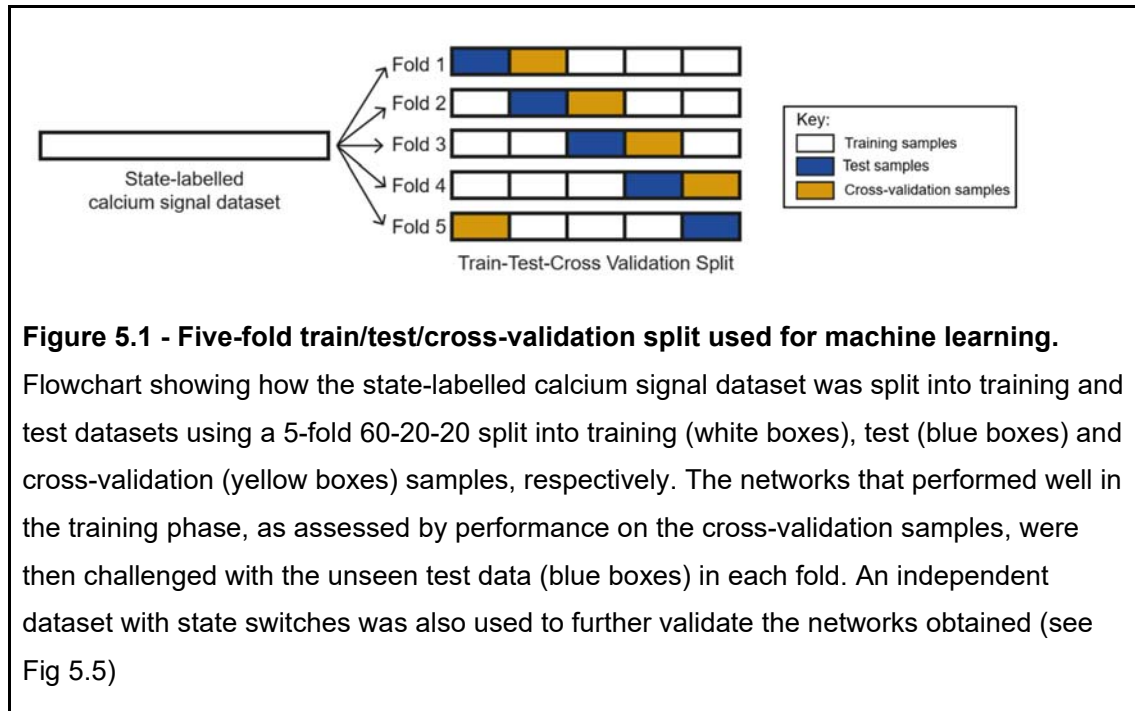 Fold 1
Fold 2
Fold 3
Fold 4
Fold 5
State-labelled
calcium signal dataset
Train-Test-Cross Validation Split
Key:
Training samples
Test samples
Cross-validation samples
Figure 5.1 - Five-fold train/test/cross-validation split used for machine learning.
Flowchart showing how the state-labelled calcium signal dataset was split into training and
test datasets using a 5-fold 60-20-20 split into training (white boxes), test (blue boxes) and
cross-validation (yellow boxes) samples, respectively. The networks that performed well in
the training phase, as assessed by performance on the cross-validation samples, were
then challenged with the unseen test data (blue boxes) in each fold. An independent
dataset with state switches was also used to further validate the networks obtained (see
Fig 5.5)